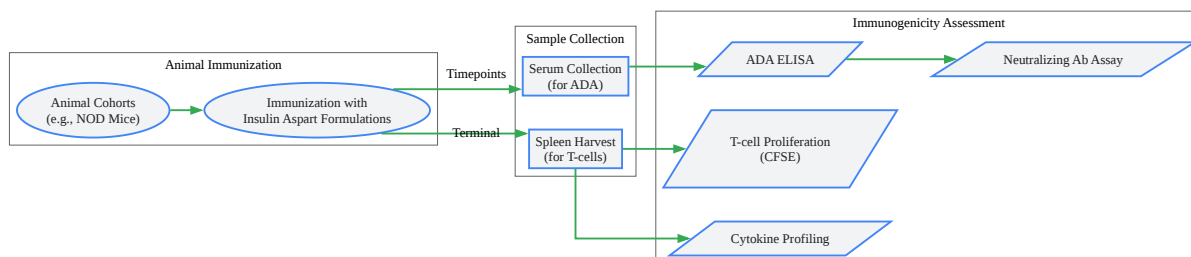 Animal Immunization
Animal Cohorts
(e.g., NOD Mice)
Immunization with
Insulin Aspart Formulations
Timepoints
Terminal
Sample Collection
Serum Collection
(for ADA)
Spleen Harvest
(for T-cells)
Immunogenicity Assessment
ADA ELISA
Neutralizing Ab Assay
T-cell Proliferation
(CFSE)
Cytokine Profiling